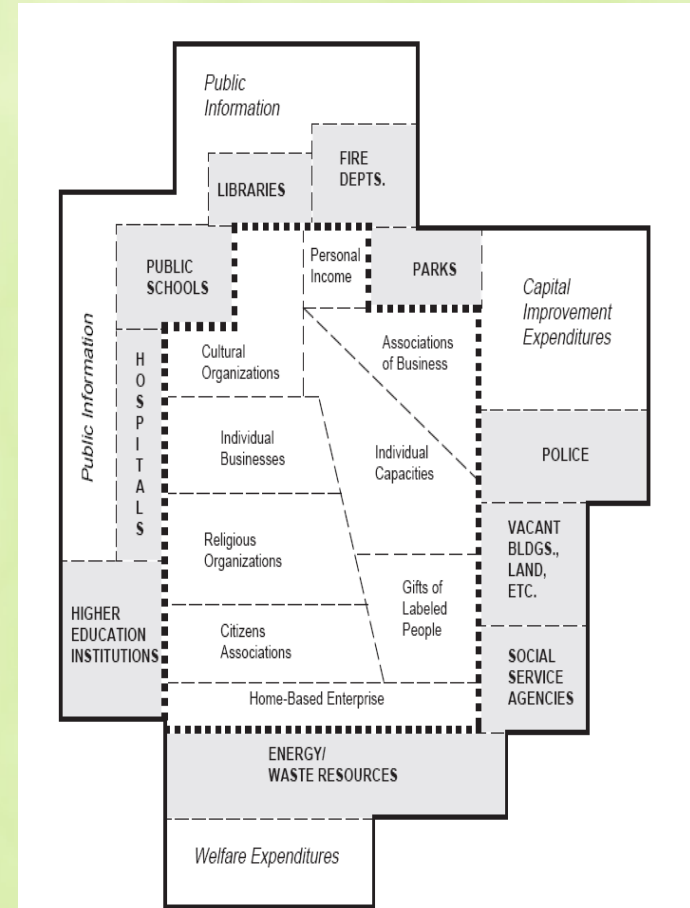 Public
Information
FIRE
DEPTS.
LIBRARIES
Personal
Income
PARKS
PUBLIC
SCHOOLS
Capital
Improvement
Expenditures
Associations
of Business
Cultural
Organizations
Public Information
H
O
S
P
I
T
A
L
S
Individual
Businesses
Individual
Capacities
POLICE
VACANT
BLDGS.,
LAND,
ETC.
Religious
Organizations
Gifts of
Labeled
People
HIGHER
EDUCATION
INSTITUTIONS
Citizens
Associations
SOCIAL
SERVICE
AGENCIES
Home-Based Enterprise
ENERGY/
WASTE RESOURCES
Welfare Expenditures